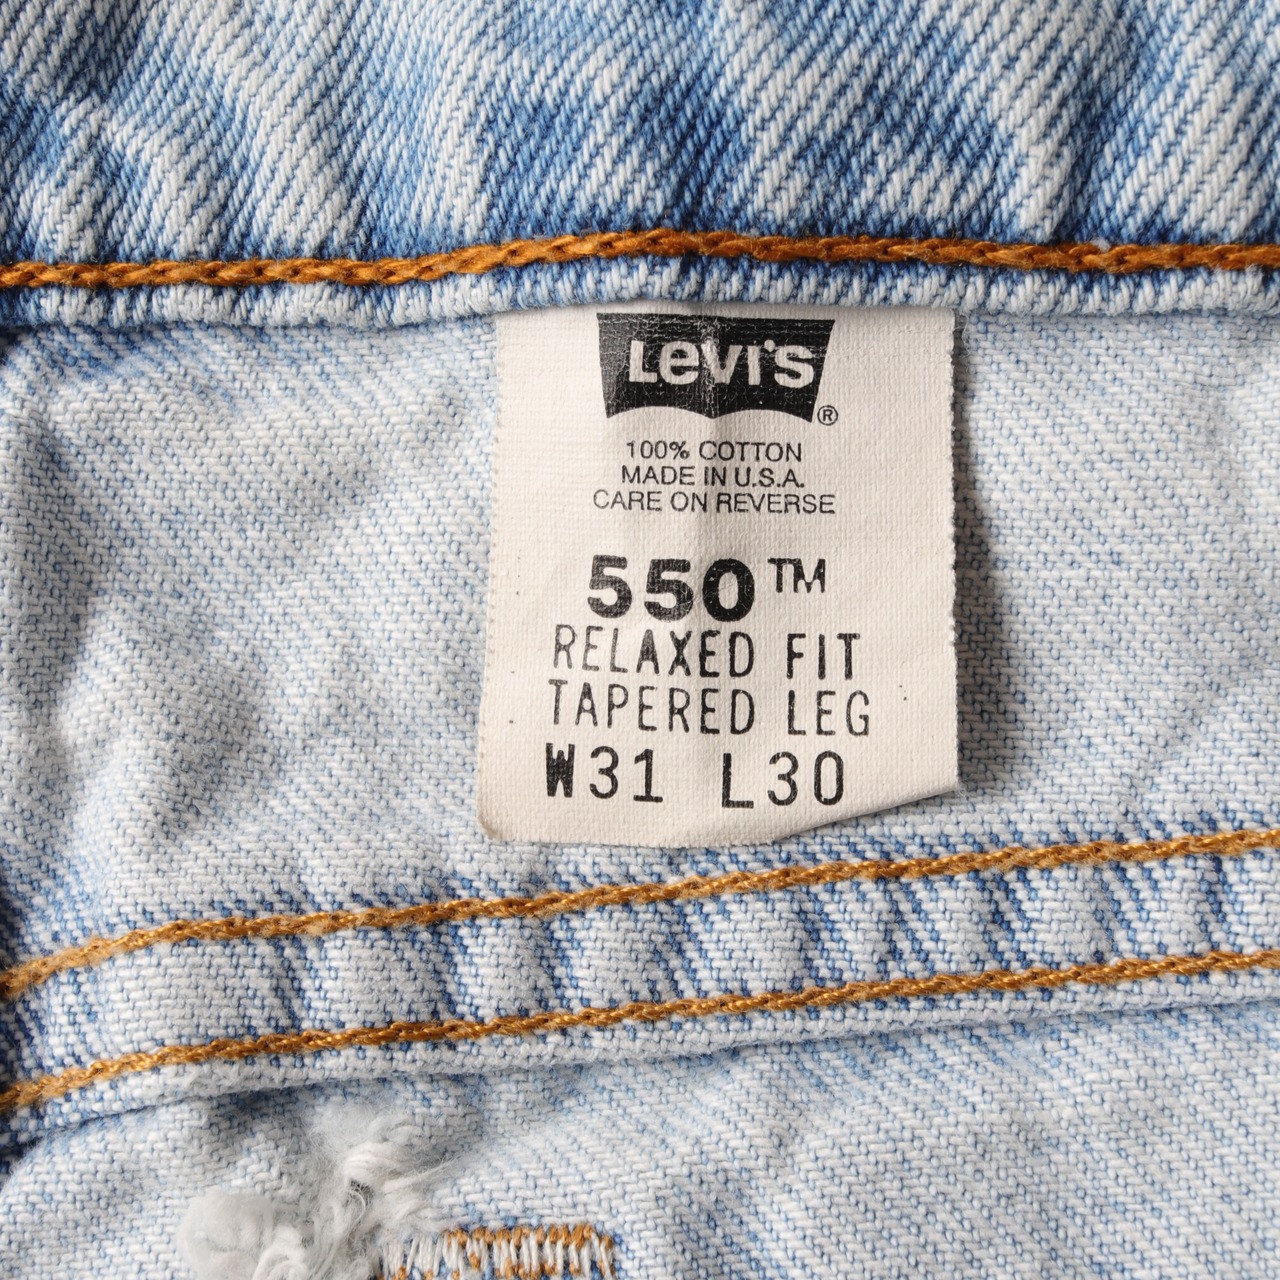 Levi's
®
100% COTTON
MADE IN U.S.A.
CARE ON REVERSE
550™
RELAXED FIT
TAPERED LEG
W31 L30